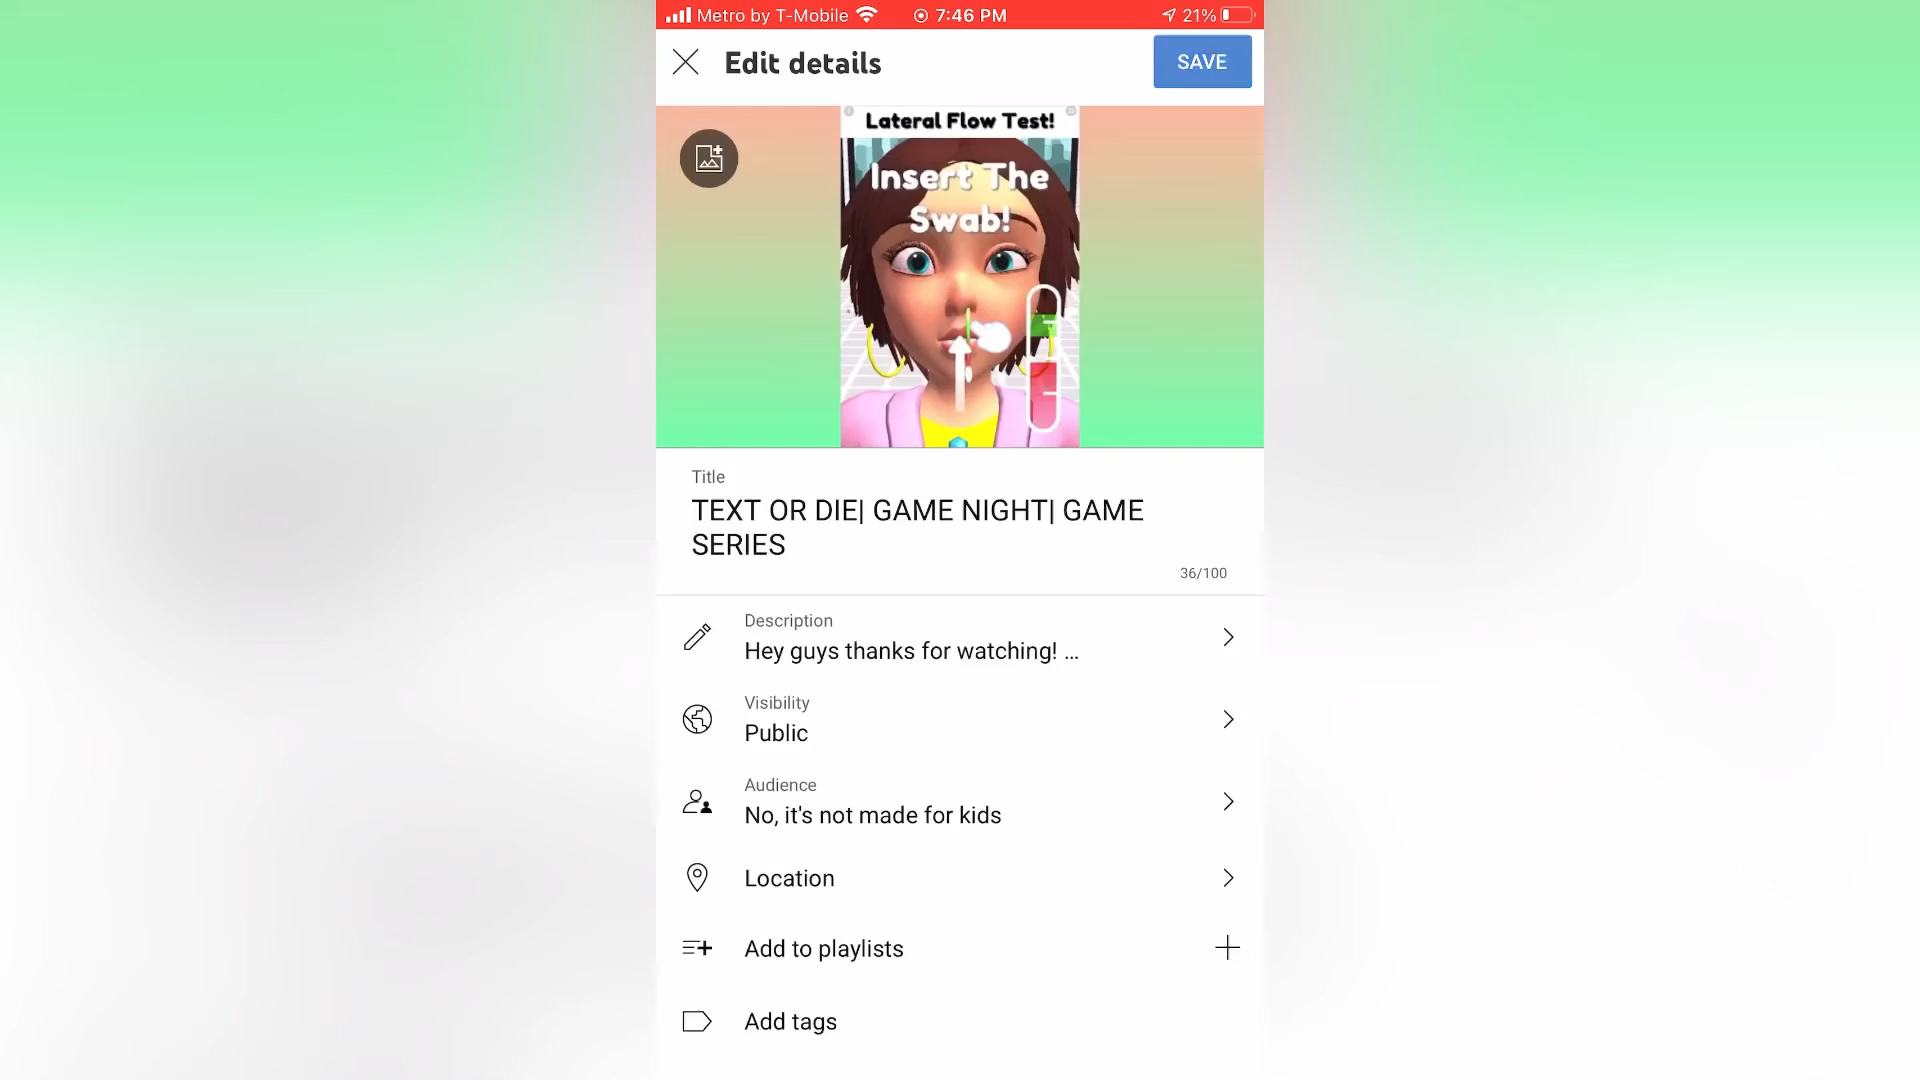 Metro by T-Mobile 7:46 PM 21%
Edit details
SAVE
Lateral Flow Test!
Insert The
Swab!
Title
TEXT OR DIE| GAME NIGHT| GAME
SERIES
36/100
Description
Hey guys thanks for watching! ...
Visibility
Public
Audience
No, it's not made for kids
Location
Add to playlists
Add tags